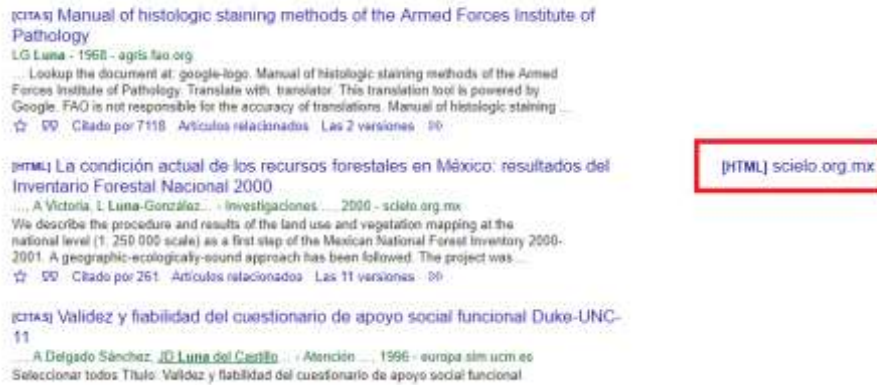 [CITAS] Manual of histologic staining methods of the Armed Forces Institute of
Pathology
LG Luna - 1968 - agris.fao.org
... Lookup the document at: google-logo. Manual of histologic staining methods of the Armed
Forces Institute of Pathology. Translate with. translator. This translation tool is powered by
Google. FAO is not responsible for the accuracy of translations. Manual of histologic staining ...
Citado por 7118 Artículos relacionados Las 2 versiones
[HTML] La condición actual de los recursos forestales en México: resultados del
Inventario Forestal Nacional 2000
..., A Victoria, L Luna-González... - Investigaciones ..., 2000 - scielo.org.mx
We describe the procedure and results of the land use and vegetation mapping at the
national level (1: 250 000 scale) as a first step of the Mexican National Forest Inventory 2000-
2001. A geographic-ecologically-sound approach has been followed. The project was ...
Citado por 261 Artículos relacionados Las 11 versiones
[HTML] scielo.org.mx
[CITAS] Validez y fiabilidad del cuestionario de apoyo social funcional Duke-UNC-
11
..., A Delgado Sánchez, JD Luna del Castillo... - Atención ..., 1996 - europa.sim.ucm.es
Seleccionar todos Título: Validez y fiabilidad del cuestionario de apoyo social funcional